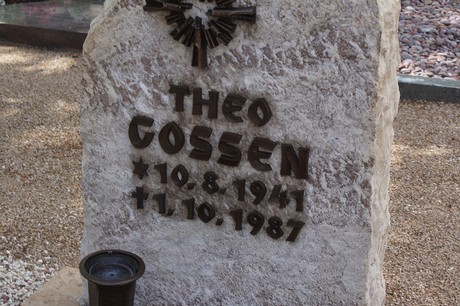 THEO
GOSSEN
* 10. 8. 1941
† 1. 10. 1987